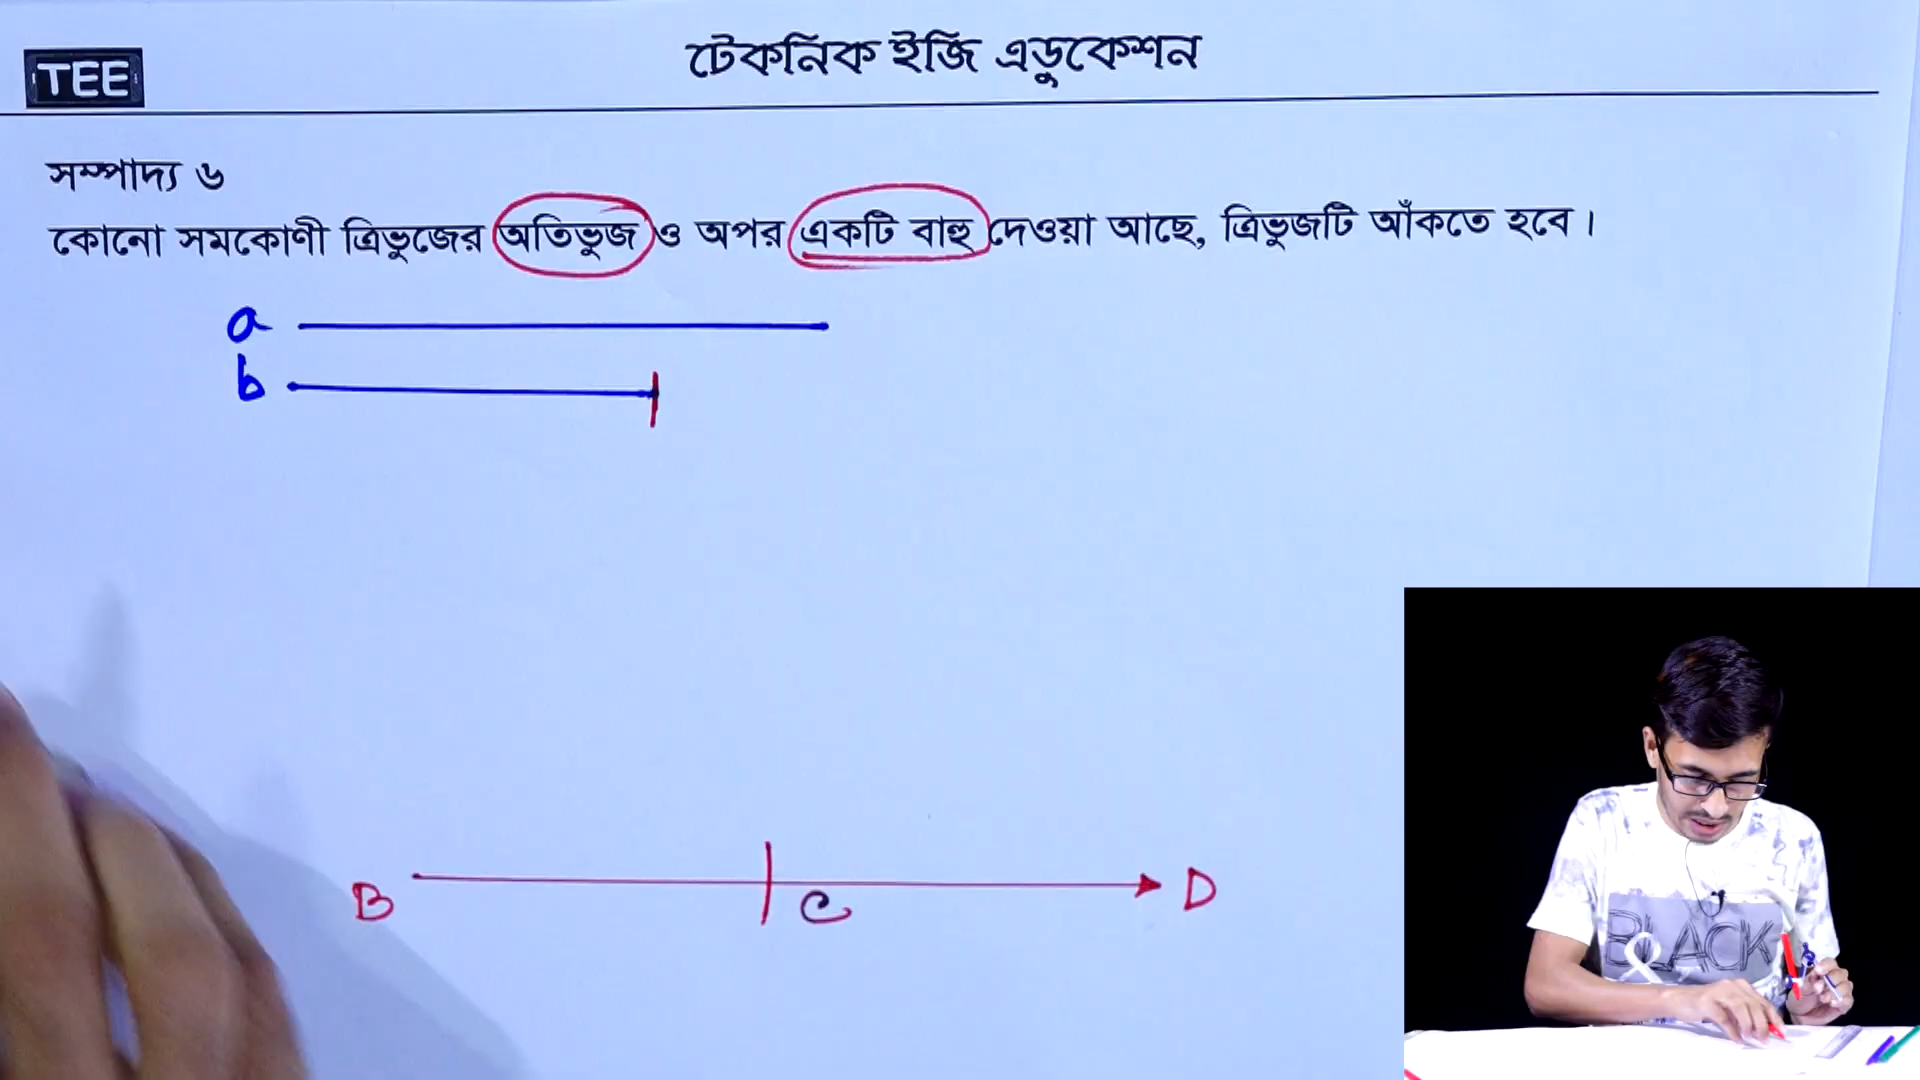 টেকনিক ইজি এডুকেশন
TEE
সম্পাদ্য ৬
কোনো সমকোণী ত্রিভুজের অতিভুজ ও অপর একটি বাহু দেওয়া আছে, ত্রিভুজটি আঁকতে হবে।
a
b
B C D
BLACK